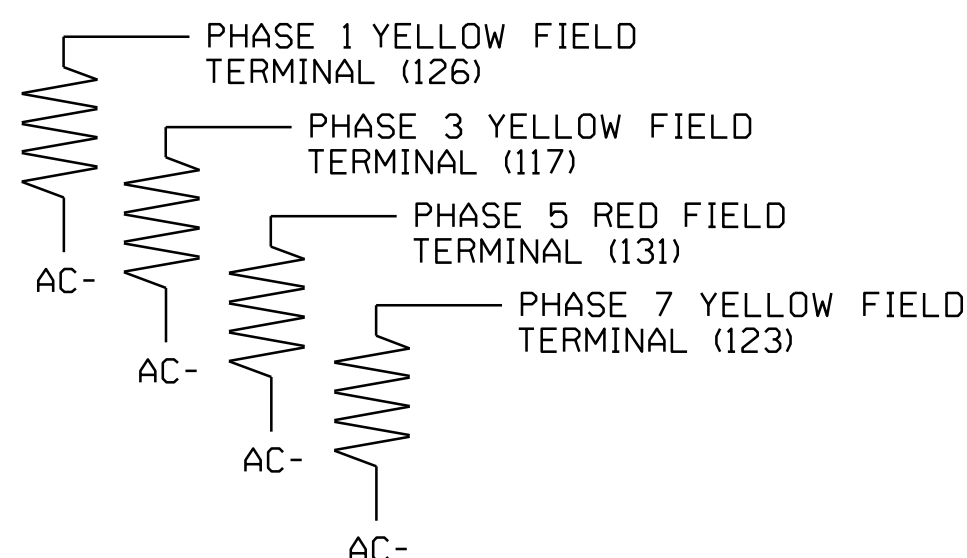 PHASE 1 YELLOW FIELD
TERMINAL (126)
PHASE 3 YELLOW FIELD
TERMINAL (117)
AC-
PHASE 5 RED FIELD
TERMINAL (131)
AC-
PHASE 7 YELLOW FIELD
TERMINAL (123)
AC-
AC-